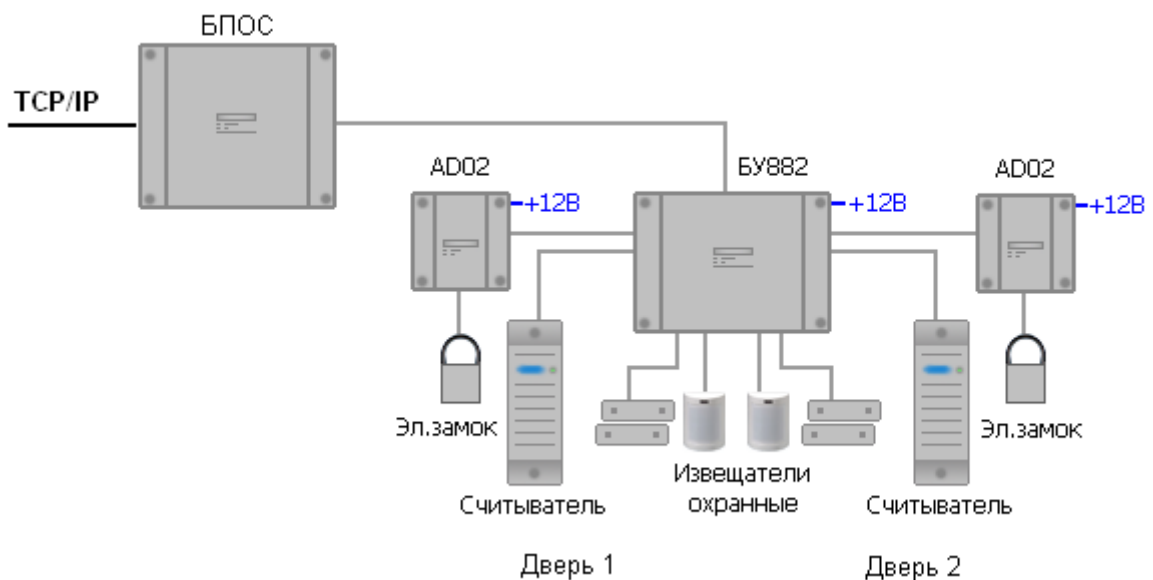 БПОС
TCP/IP
AD02
БУ882
AD02
+12В
+12В
+12В
Эл.замок
Эл.замок
Извещатели
охранные
Считыватель
Считыватель
Дверь 1
Дверь 2